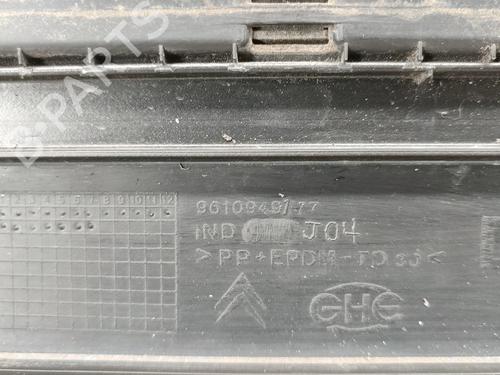 B-PARTS
1 2 3 4 5 6 7 8 9 10 11 12
9610949177
IND J04
>PP+EPDM-TD
GHG